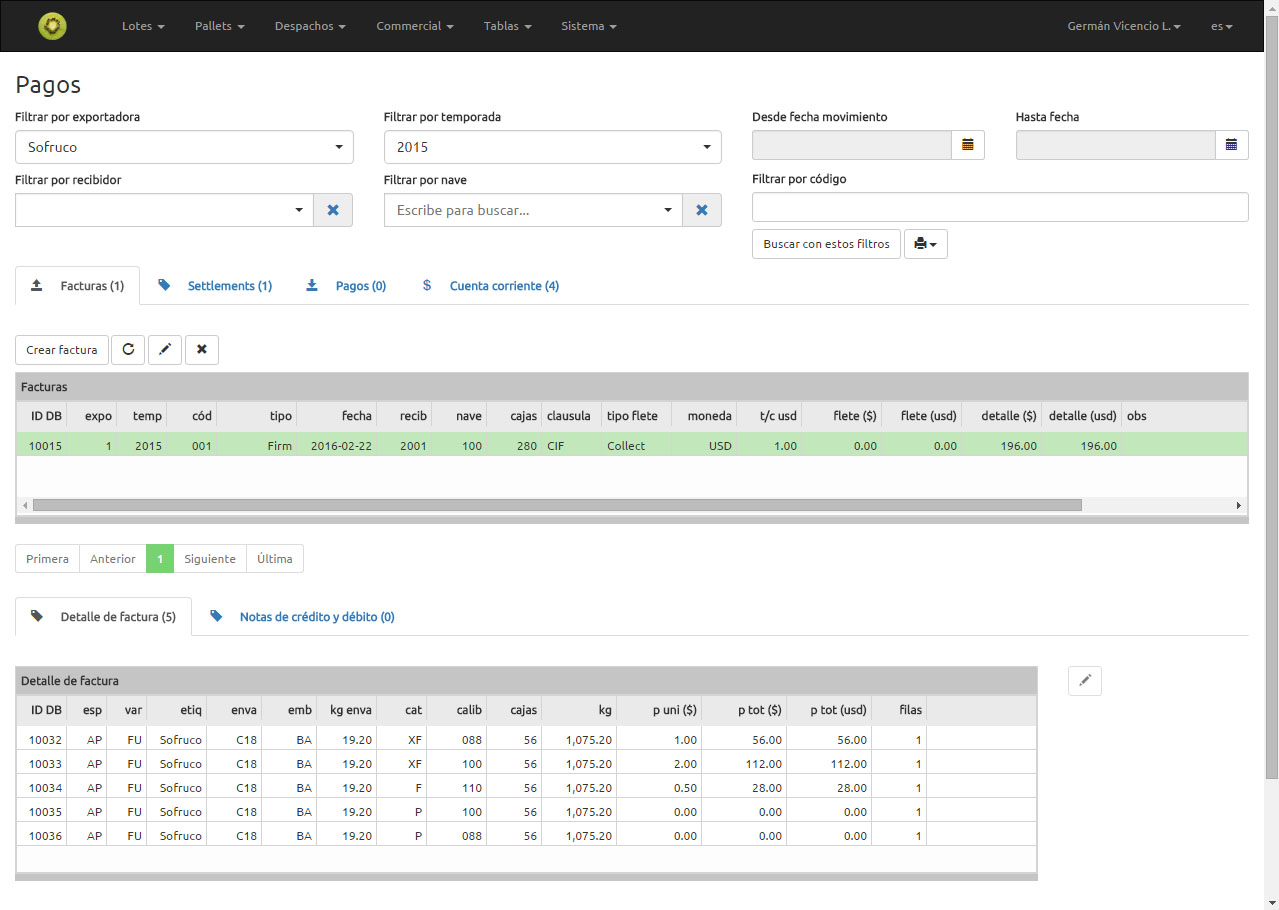 Lotes Pallets Despachos Commercial Tablas Sistema Germán Vicencio L. es
Pagos
Filtrar por exportadora Filtrar por temporada Desde fecha movimiento Hasta fecha
Sofruco 2015
Filtrar por recibidor Filtrar por nave Filtrar por código
Escribe para buscar...
Buscar con estos filtros
Facturas (1) Settlements (1) Pagos (0) $ Cuenta corriente (4)
Crear factura
Facturas
ID DB expo temp cód tipo fecha recib nave cajas clausula tipo flete moneda t/c usd flete ($) flete (usd) detalle ($) detalle (usd) obs
10015 1 2015 001 Firm 2016-02-22 2001 100 280 CIF Collect USD 1.00 0.00 0.00 196.00 196.00
Primera Anterior 1 Siguiente Última
Detalle de factura (5) Notas de crédito y débito (0)
Detalle de factura
ID DB esp var etiq enva emb kg enva cat calib cajas kg p uni ($) p tot ($) p tot (usd) filas
10032 AP FU Sofruco C18 BA 19.20 XF 088 56 1,075.20 1.00 56.00 56.00 1
10033 AP FU Sofruco C18 BA 19.20 XF 100 56 1,075.20 2.00 112.00 112.00 1
10034 AP FU Sofruco C18 BA 19.20 F 110 56 1,075.20 0.50 28.00 28.00 1
10035 AP FU Sofruco C18 BA 19.20 P 100 56 1,075.20 0.00 0.00 0.00 1
10036 AP FU Sofruco C18 BA 19.20 P 088 56 1,075.20 0.00 0.00 0.00 1